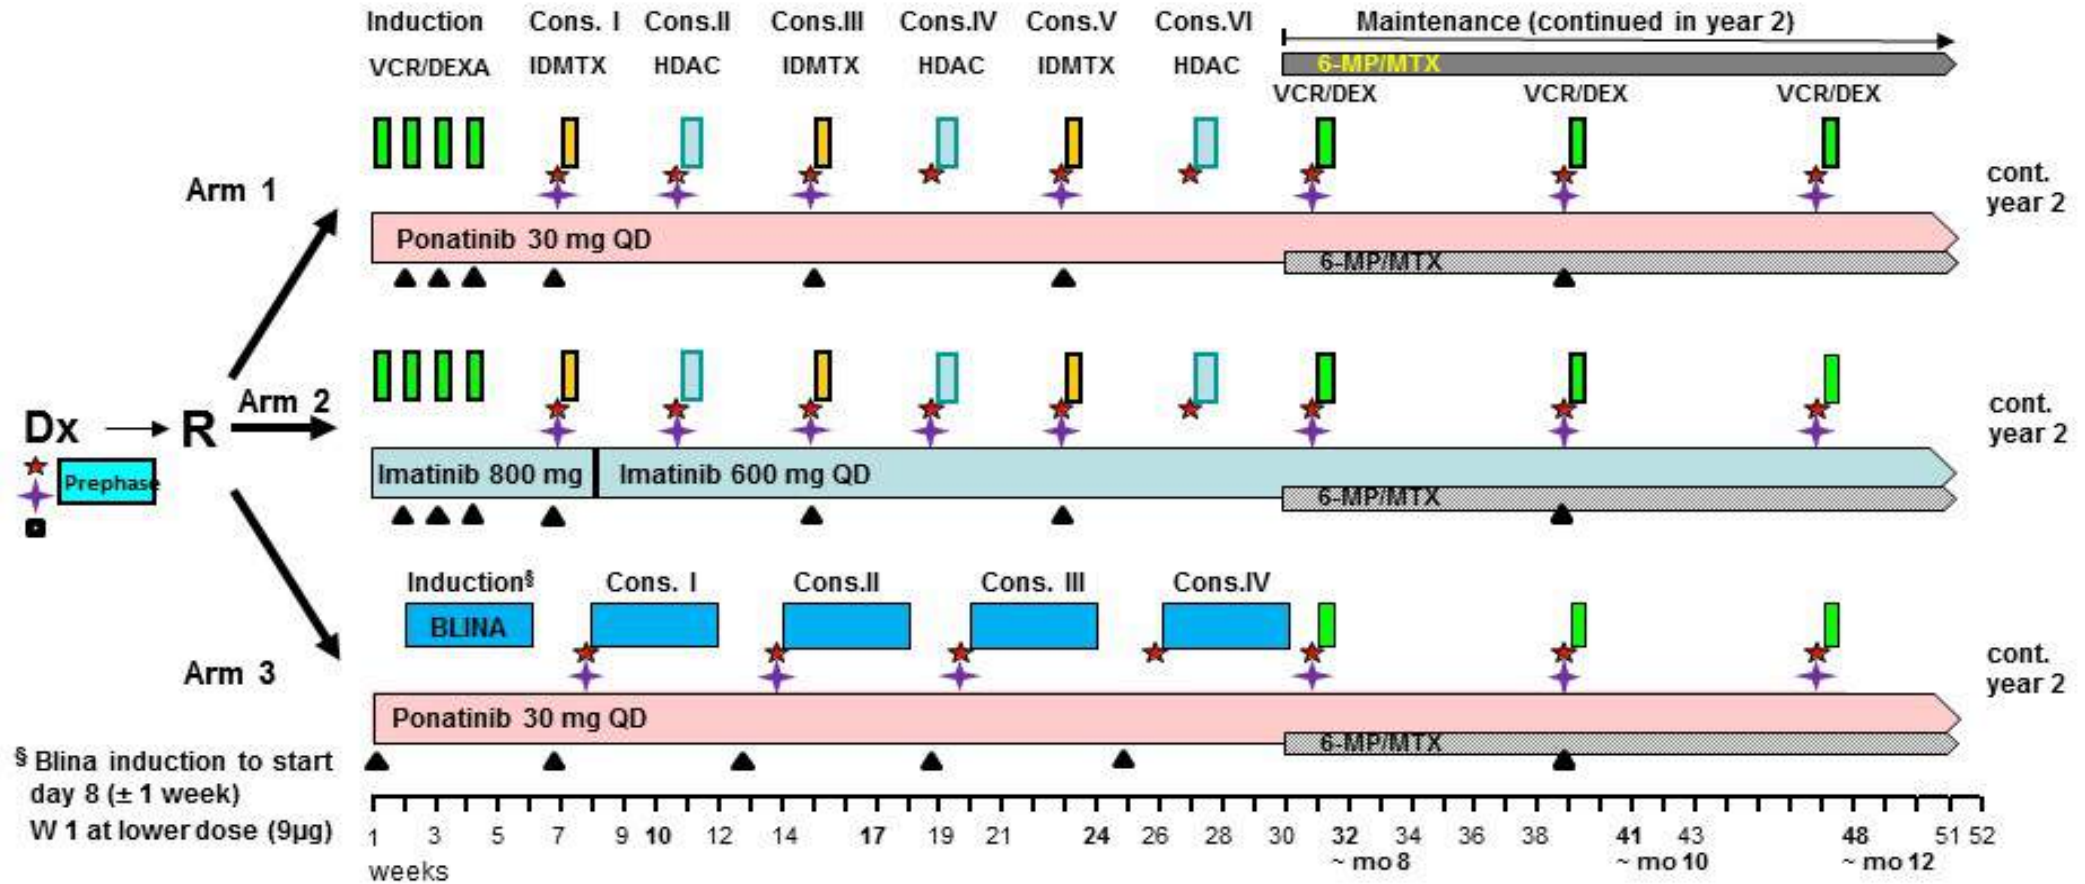 Induction Cons. I Cons.II Cons.III Cons.IV Cons.V Cons.VI Maintenance (continued in year 2)
VCR/DEXA IDMTX HDAC IDMTX HDAC IDMTX HDAC 6-MP/MTX
VCR/DEX VCR/DEX VCR/DEX
Arm 1
cont.
year 2
Ponatinib 30 mg QD
6-MP/MTX
Arm 2
Dx R
Prephase
cont.
year 2
Imatinib 800 mg Imatinib 600 mg QD
6-MP/MTX
Induction§ Cons. I Cons.II Cons. III Cons.IV
BLINA
Arm 3
cont.
year 2
Ponatinib 30 mg QD
6-MP/MTX
§ Blina induction to start
day 8 (± 1 week)
W 1 at lower dose (9µg)
1 3 5 7 9 10 12 14 17 19 21 24 26 28 30 32 34 36 38 41 43 48 51 52
~ mo 8 ~ mo 10 ~ mo 12
weeks